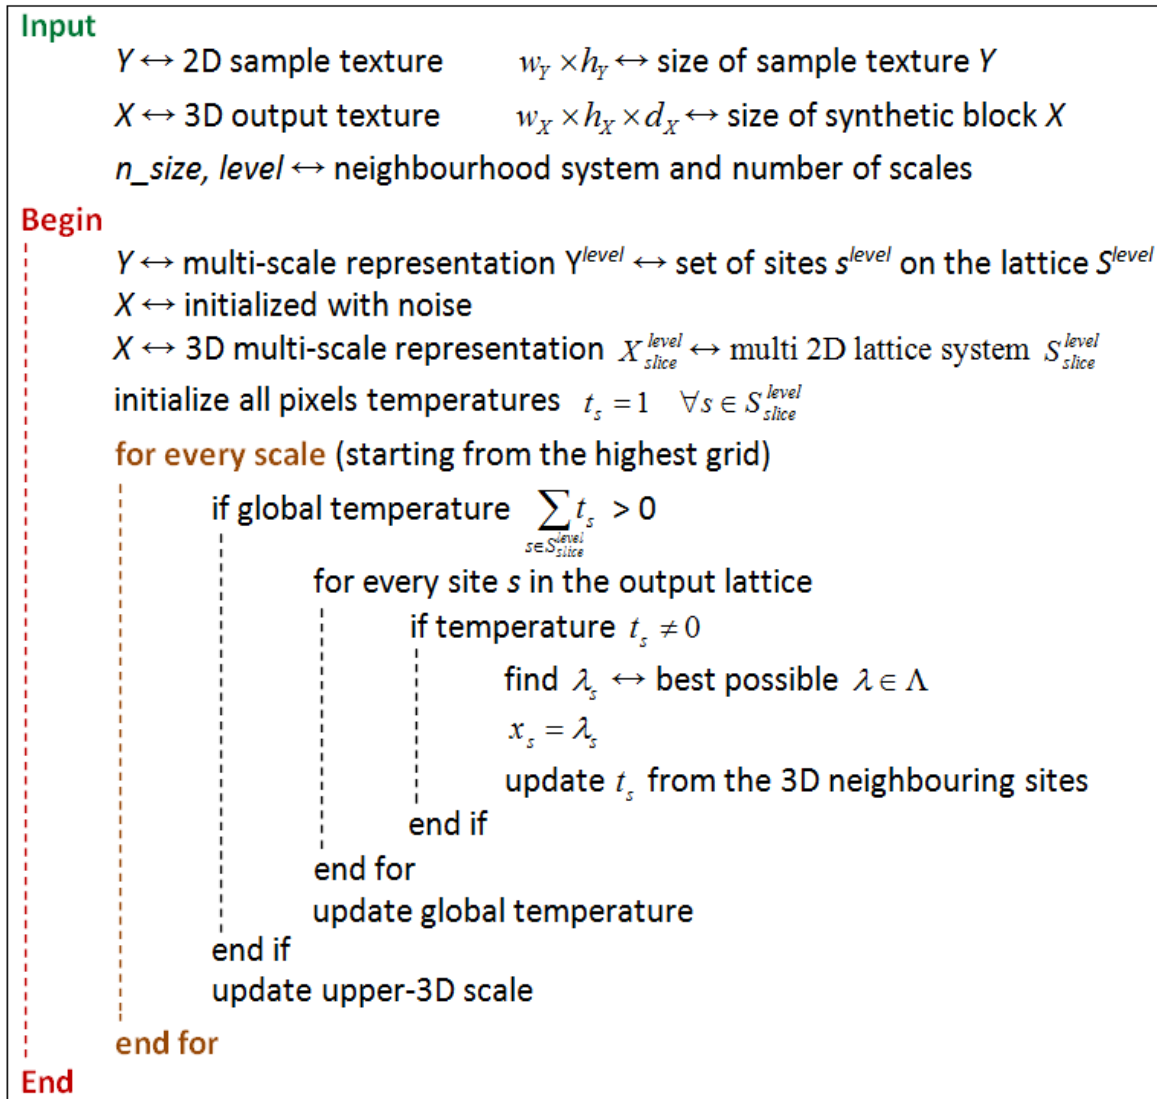 Input
Y ↔ 2D sample texture w_Y × h_Y ↔ size of sample texture Y
X ↔ 3D output texture w_X × h_X × d_X ↔ size of synthetic block X
n_size, level ↔ neighbourhood system and number of scales
Begin
Y ↔ multi-scale representation Y^level ↔ set of sites s^level on the lattice S^level
X ↔ initialized with noise
X ↔ 3D multi-scale representation X_slice^level ↔ multi 2D lattice system S_slice^level
initialize all pixels temperatures t_s = 1 ∀s ∈ S_slice^level
for every scale (starting from the highest grid)
if global temperature ∑_{s∈S_slice^level} t_s > 0
for every site s in the output lattice
if temperature t_s ≠ 0
find λ_s ↔ best possible λ ∈ Λ
x_s = λ_s
update t_s from the 3D neighbouring sites
end if
end for
update global temperature
end if
update upper-3D scale
end for
End